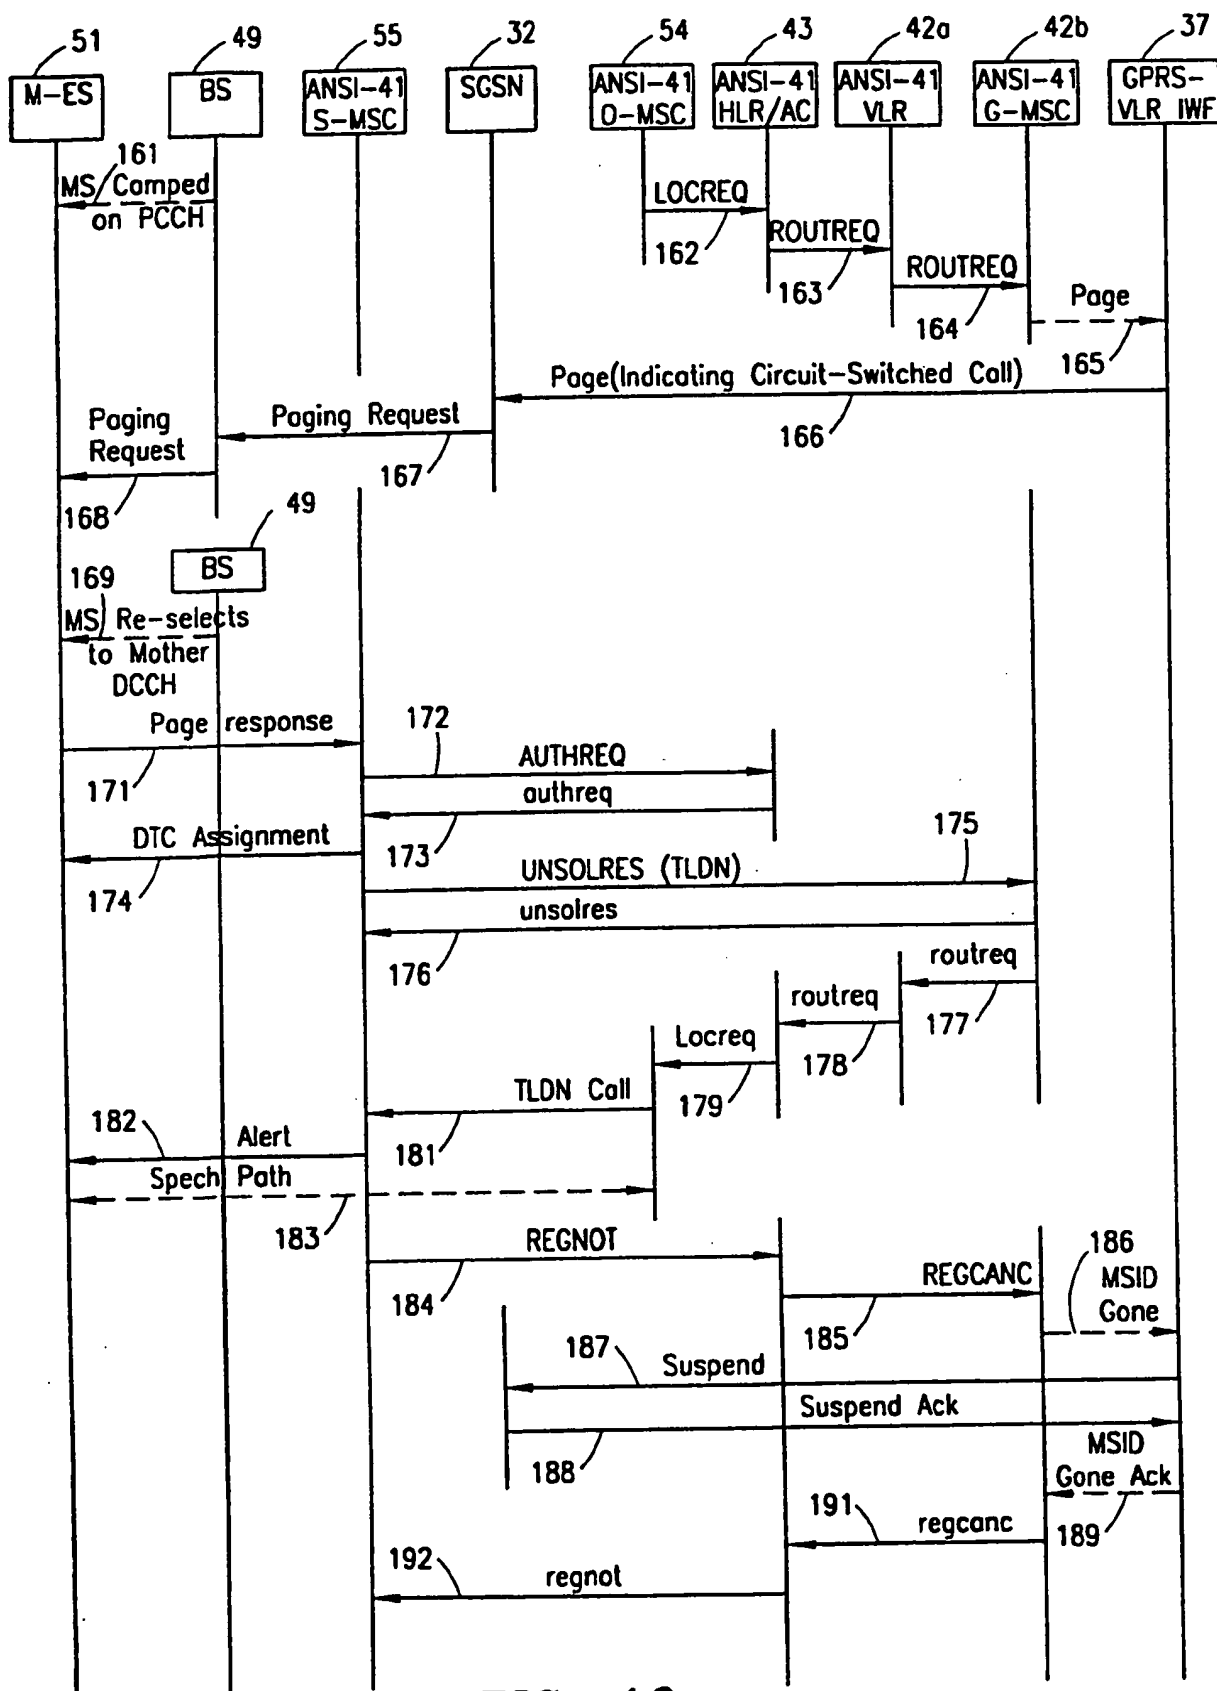 51 49 55 32 54 43 42a 42b 37
M-ES BS ANSI-41 SGSN ANSI-41 ANSI-41 ANSI-41 ANSI-41 GPRS-
S-MSC O-MSC HLR/AC VLR G-MSC VLR IWF
161
MS Camped
on PCCH
LOCREQ
162
ROUTREQ
163
ROUTREQ
164
Page
165
Page(Indicating Circuit-Switched Call)
166
Paging Request
167
Paging
Request
168
49
BS
169
MS Re-selects
to Mother
DCCH
Page response
171
172
AUTHREQ
authreq
173
DTC Assignment
174
175
UNSOLRES (TLDN)
unsolres
176
routreq
177
routreq
178
Locreq
179
TLDN Call
181
182
Alert
Spech Path
183
REGNOT
184
REGCANC
185
186
MSID
Gone
187
Suspend
Suspend Ack
188
MSID
Gone Ack
189
191
regcanc
192
regnot